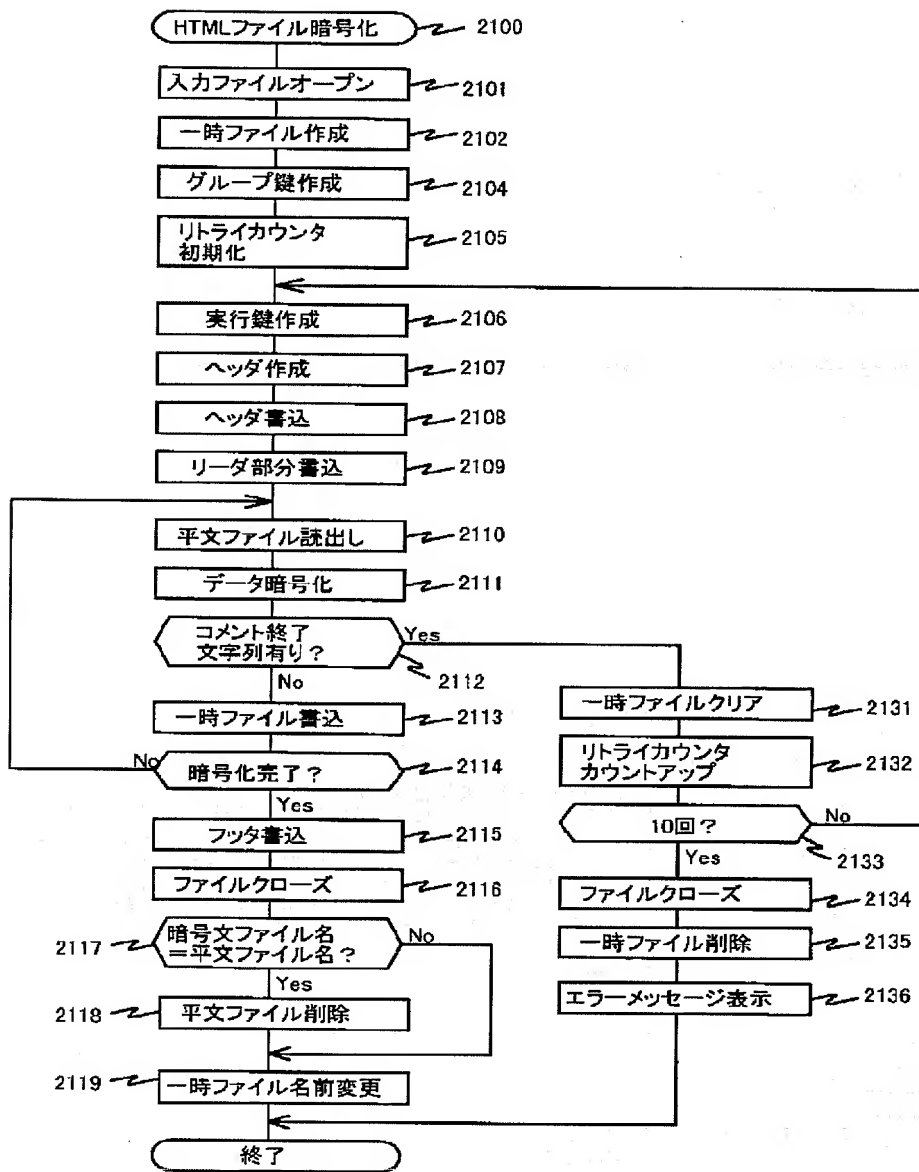 HTMLファイル暗号化 2100
入力ファイルオープン 2101
一時ファイル作成 2102
グループ鍵作成 2104
リトライカウンタ
初期化 2105
実行鍵作成 2106
ヘッダ作成 2107
ヘッダ書込 2108
リーダ部分書込 2109
平文ファイル読出し 2110
データ暗号化 2111
コメント終了
文字列有り？ Yes
2112
No
一時ファイル書込 2113
No 暗号化完了？ 2114
Yes
フッタ書込 2115
ファイルクローズ 2116
2117 暗号文ファイル名
＝平文ファイル名？ No
Yes
2118 平文ファイル削除
2119 一時ファイル名前変更
終了
一時ファイルクリア 2131
リトライカウンタ
カウントアップ 2132
10回？ No
2133
Yes
ファイルクローズ 2134
一時ファイル削除 2135
エラーメッセージ表示 2136